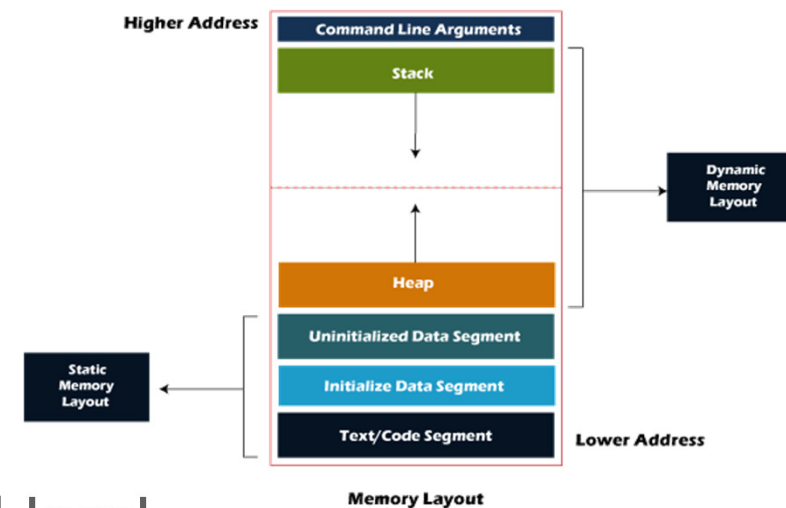 Higher Address
Command Line Arguments
Stack
Dynamic
Memory
Layout
Heap
Uninitialized Data Segment
Static
Memory
Layout
Initialize Data Segment
Text/Code Segment
Lower Address
Memory Layout